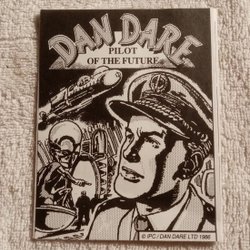 DAN DARE
PILOT
OF THE FUTURE
© IPC / DAN DARE LTD 1986